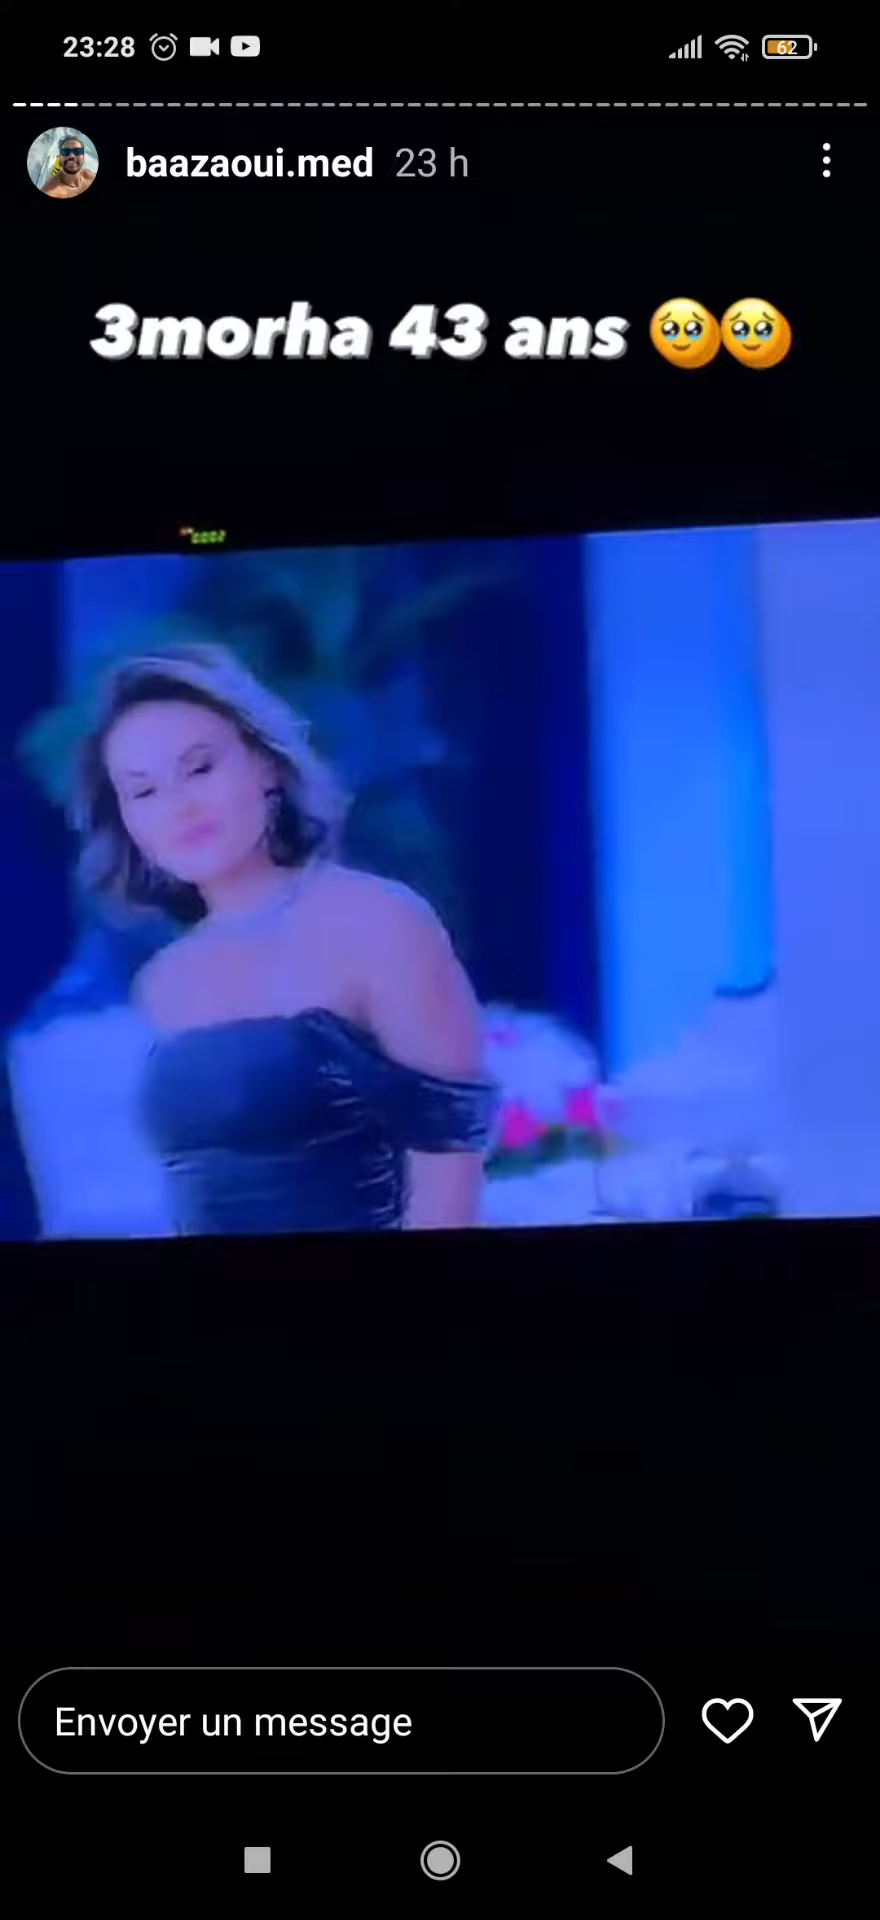 23:28
62
baazaoui.med 23 h
3morha 43 ans 🥹🥹
Envoyer un message